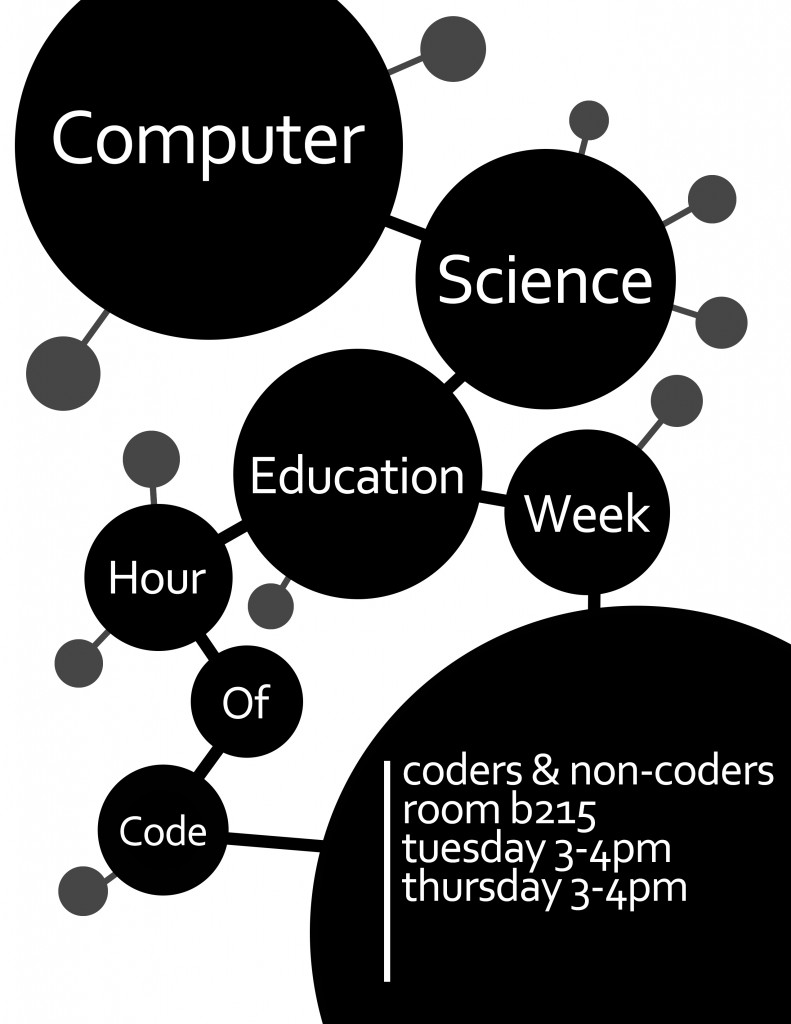 Computer
Science
Education
Week
Hour
Of
Code
coders & non-coders
room b215
tuesday 3-4pm
thursday 3-4pm